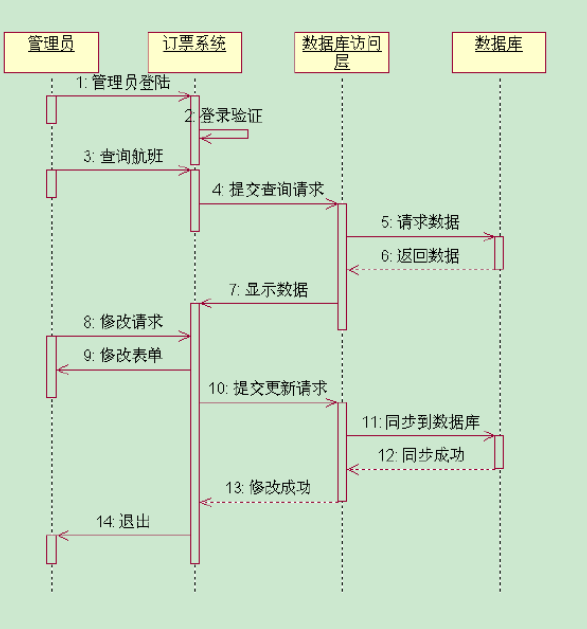 管理员
订票系统
数据库访问
层
数据库
1: 管理员登陆
2: 登录验证
3: 查询航班
4: 提交查询请求
5: 请求数据
6: 返回数据
7: 显示数据
8: 修改请求
9: 修改表单
10: 提交更新请求
11: 同步到数据库
12: 同步成功
13: 修改成功
14: 退出